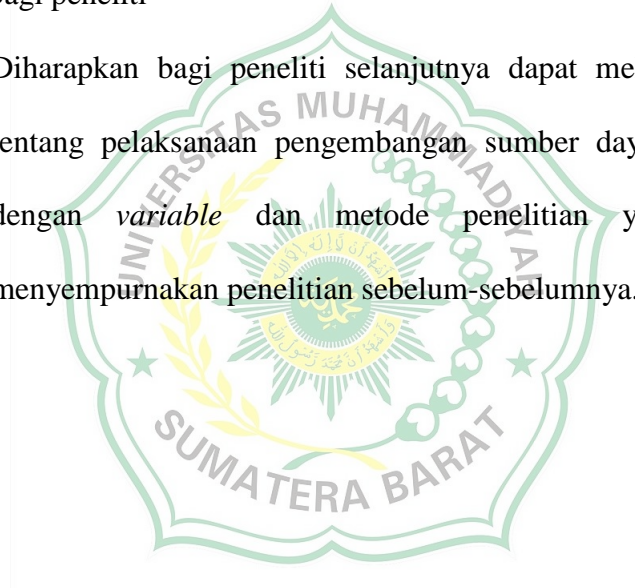 bagi peneliti
Diharapkan bagi peneliti selanjutnya dapat me
tentang pelaksanaan pengembangan sumber day
dengan variable dan metode penelitian y
menyempurnakan penelitian sebelum-sebelumnya.
UNIVERSITAS MUHAMMADIYAH
SUMATERA BARAT